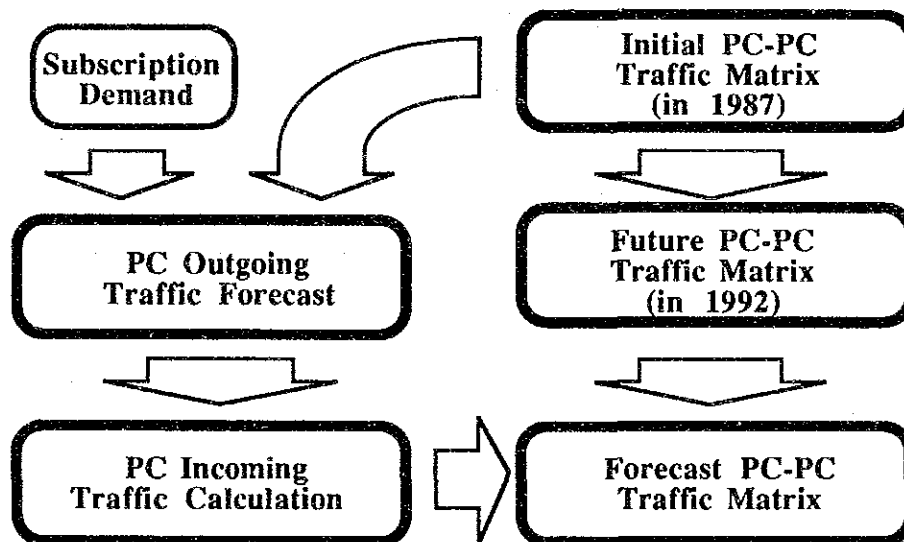 Subscription
Demand
Initial PC-PC
Traffic Matrix
(in 1987)
PC Outgoing
Traffic Forecast
Future PC-PC
Traffic Matrix
(in 1992)
PC Incoming
Traffic Calculation
Forecast PC-PC
Traffic Matrix